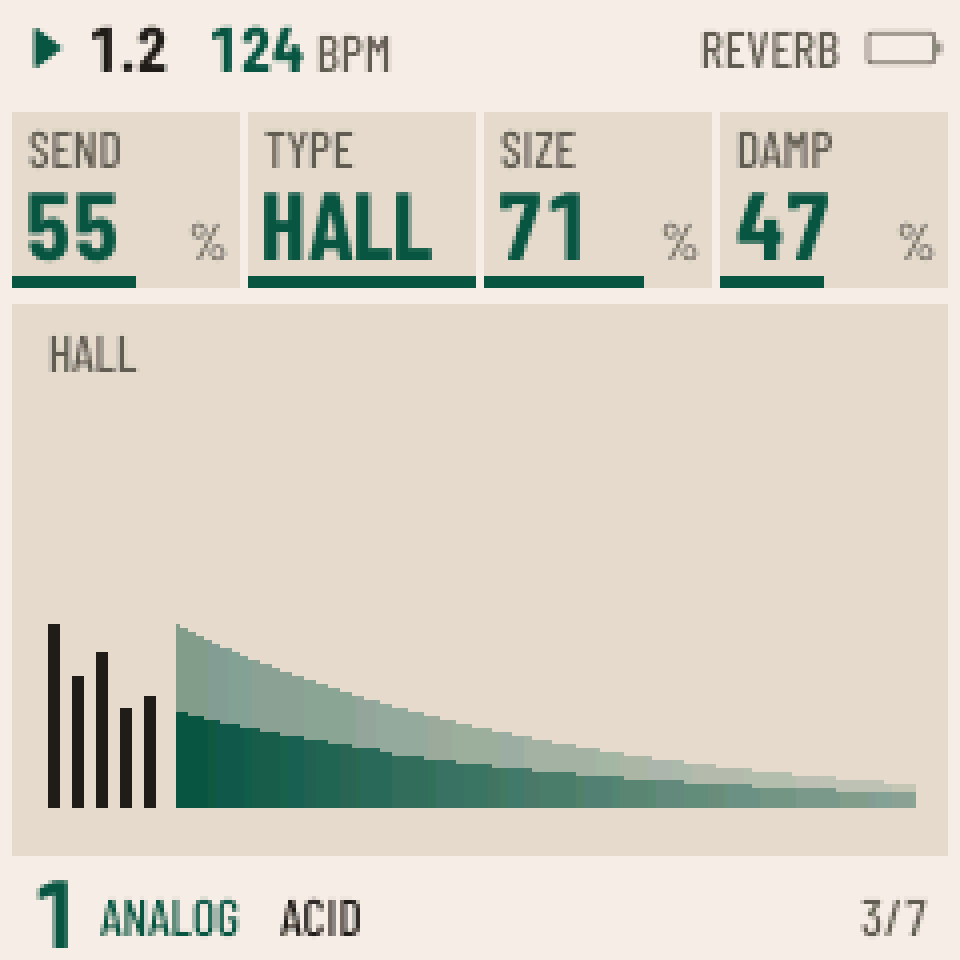 1.2 124 BPM REVERB
SEND TYPE SIZE DAMP
55 % HALL 71 % 47 %
HALL
1 ANALOG ACID 3/7